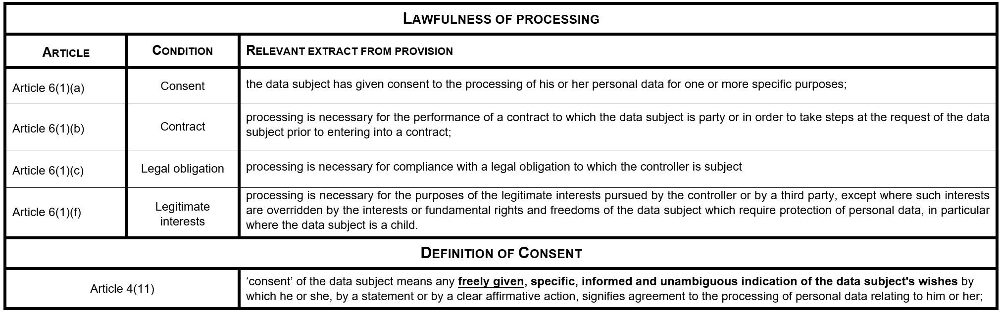 LAWFULNESS OF PROCESSING
ARTICLE
CONDITION
RELEVANT EXTRACT FROM PROVISION
Article 6(1)(a)
Consent
the data subject has given consent to the processing of his or her personal data for one or more specific purposes;
Article 6(1)(b)
Contract
processing is necessary for the performance of a contract to which the data subject is party or in order to take steps at the request of the data
subject prior to entering into a contract;
Article 6(1)(c)
Legal obligation
processing is necessary for compliance with a legal obligation to which the controller is subject
Article 6(1)(f)
Legitimate
interests
processing is necessary for the purposes of the legitimate interests pursued by the controller or by a third party, except where such interests
are overridden by the interests or fundamental rights and freedoms of the data subject which require protection of personal data, in particular
where the data subject is a child.
DEFINITION OF CONSENT
Article 4(11)
‘consent’ of the data subject means any freely given, specific, informed and unambiguous indication of the data subject's wishes by
which he or she, by a statement or by a clear affirmative action, signifies agreement to the processing of personal data relating to him or her;